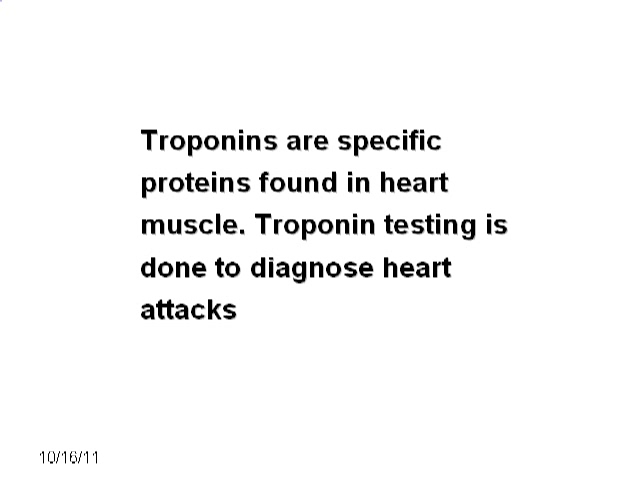 Troponins are specific
proteins found in heart
muscle. Troponin testing is
done to diagnose heart
attacks
10/16/11